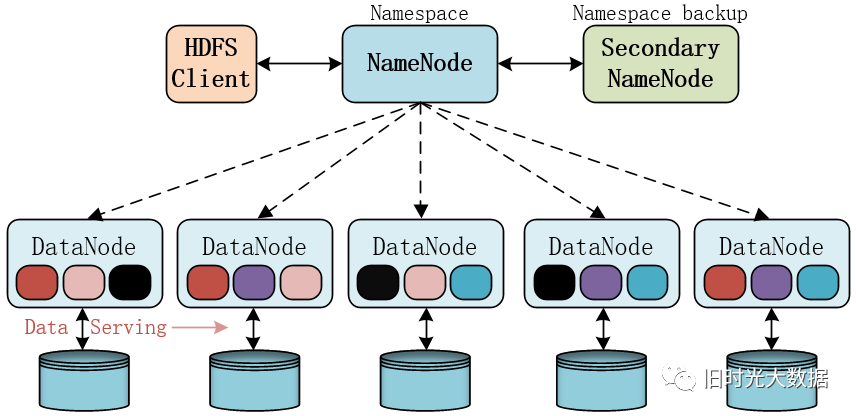 Namespace
Namespace backup
HDFS
Client
NameNode
Secondary
NameNode
DataNode
DataNode
DataNode
DataNode
DataNode
Data Serving
旧时光大数据